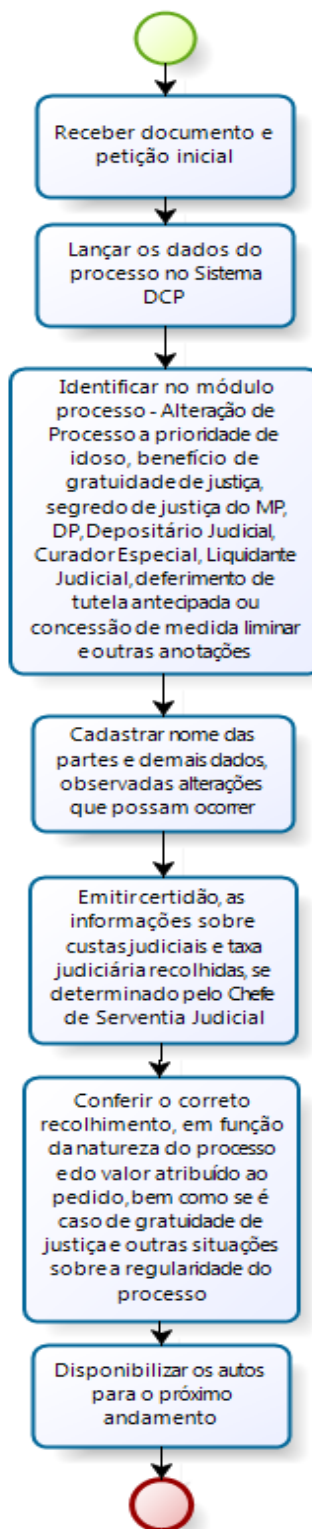 Receber documento e
petição inicial
Lançar os dados do
processo no Sistema
DCP
Identificar no módulo
processo - Alteração de
Processo a prioridade de
idoso, benefício de
gratuidade de justiça,
segredo de justiça do MP,
DP, Depositário Judicial,
Curador Especial, Liquidante
Judicial, deferimento de
tutela antecipada ou
concessão de medida liminar
e outras anotações
Cadastrar nome das
partes e demais dados,
observadas alterações
que possam ocorrer
Emitir certidão, as
informações sobre
custas judiciais e taxa
judiciária recolhidas, se
determinado pelo Chefe
de Serventia Judicial
Conferir o correto
recolhimento, em função
da natureza do processo
e do valor atribuído ao
pedido, bem como se é
caso de gratuidade de
justiça e outras situações
sobre a regularidade do
processo
Disponibilizar os autos
para o próximo
andamento